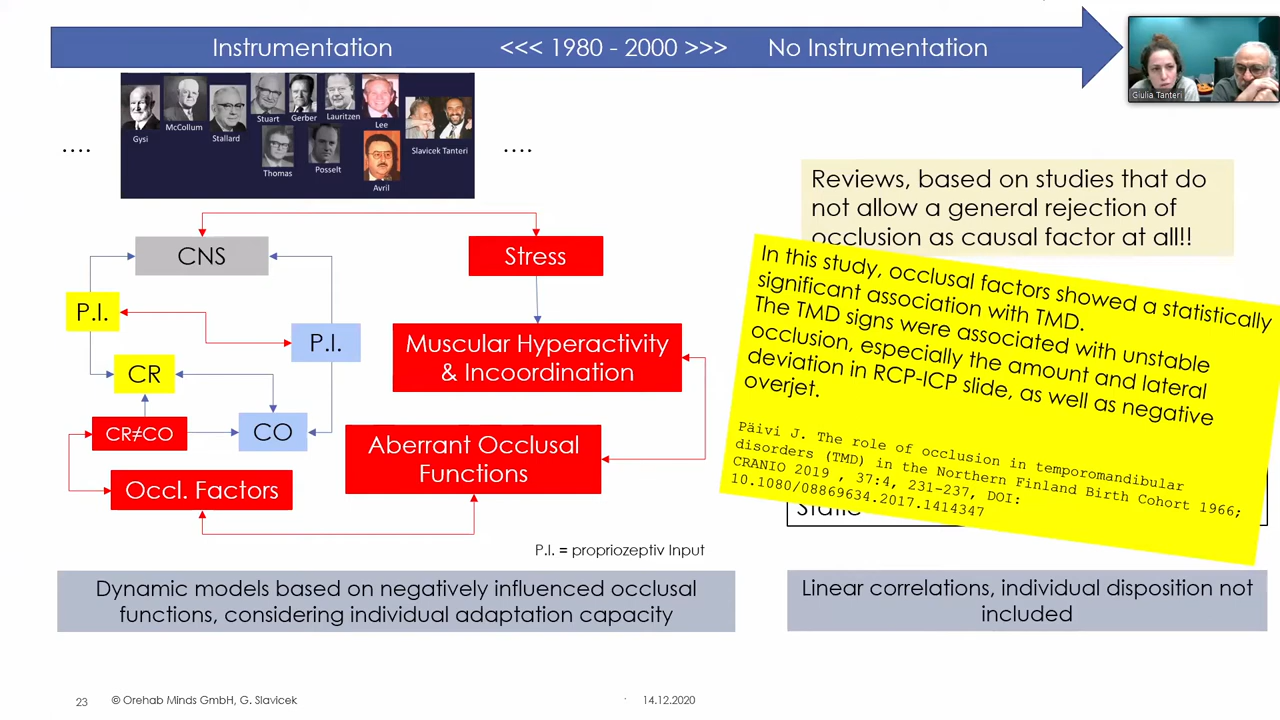 Instrumentation <<< 1980 - 2000 >>> No Instrumentation
Giulia Tanteri
Gysi
McCollum
Stallard
Stuart
Gerber
Lauritzen
Lee
Thomas
Posselt
Avril
Slavicek Tanteri
....
....
CNS
P.I.
P.I.
CR
CR≠CO
CO
Occl. Factors
Stress
Muscular Hyperactivity
& Incoordination
Aberrant Occlusal
Functions
P.I. = propriozeptiv Input
Dynamic models based on negatively influenced occlusal
functions, considering individual adaptation capacity
Reviews, based on studies that do
not allow a general rejection of
occlusion as causal factor at all!!
In this study, occlusal factors showed a statistically
significant association with TMD.
The TMD signs were associated with unstable
occlusion, especially the amount and lateral
deviation in RCP-ICP slide, as well as negative
overjet.
Päivi J. The role of occlusion in temporomandibular
disorders (TMD) in the Northern Finland Birth Cohort 1966;
CRANIO 2019 , 37:4, 231-237, DOI:
10.1080/08869634.2017.1414347
Static
Linear correlations, individual disposition not
included
23 © Orehab Minds GmbH, G. Slavicek 14.12.2020